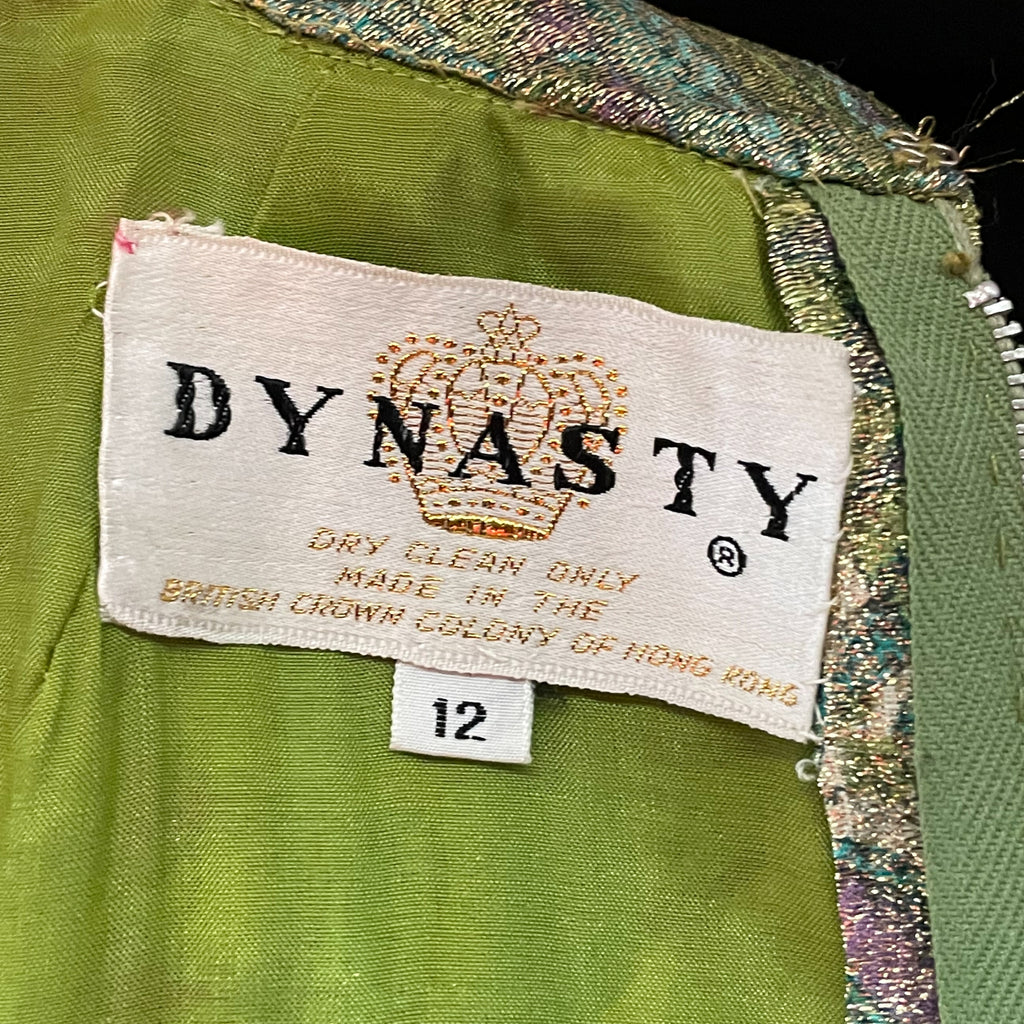 DYNASTY
®
DRY CLEAN ONLY
MADE IN THE
BRITISH CROWN COLONY OF HONG KONG
12